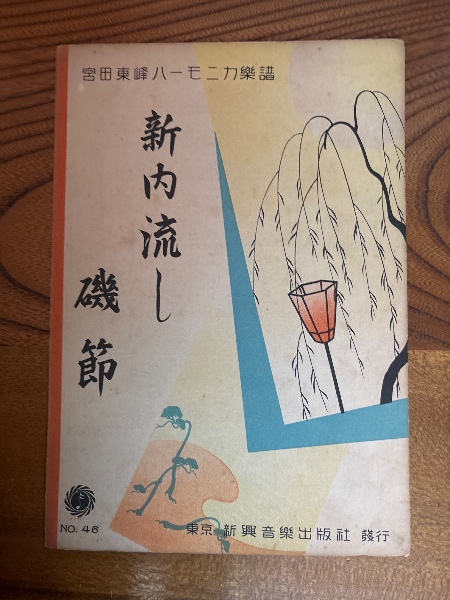 宮田東峰ハーモニカ樂譜
新内流し
磯節
NO. 46
東京 新興音樂出版社 發行